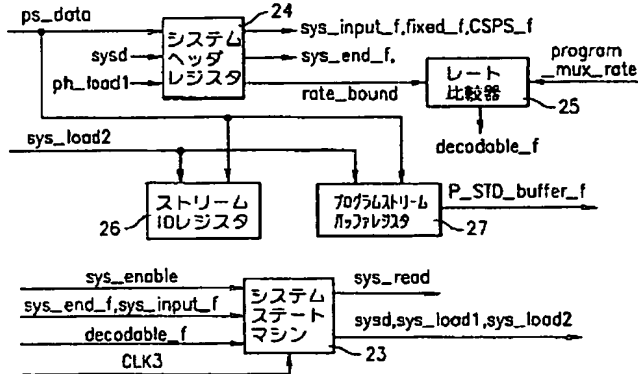 ps_data
24
システム
ヘッダ
レジスタ
sys_input_f,fixed_f,CSPS_f
sysd
sys_end_f.
ph_load1
rate_bound
レート
比較器
program
_mux_rate
25
decodable_f
sys_load2
ストリーム
IDレジスタ
26
プログラムストリーム
バッファレジスタ
27
P_STD_buffer_f
sys_enable
システム
ステート
マシン
sys_read
sys_end_f,sys_input_f
sysd,sys_load1,sys_load2
decodable_f
23
CLK3